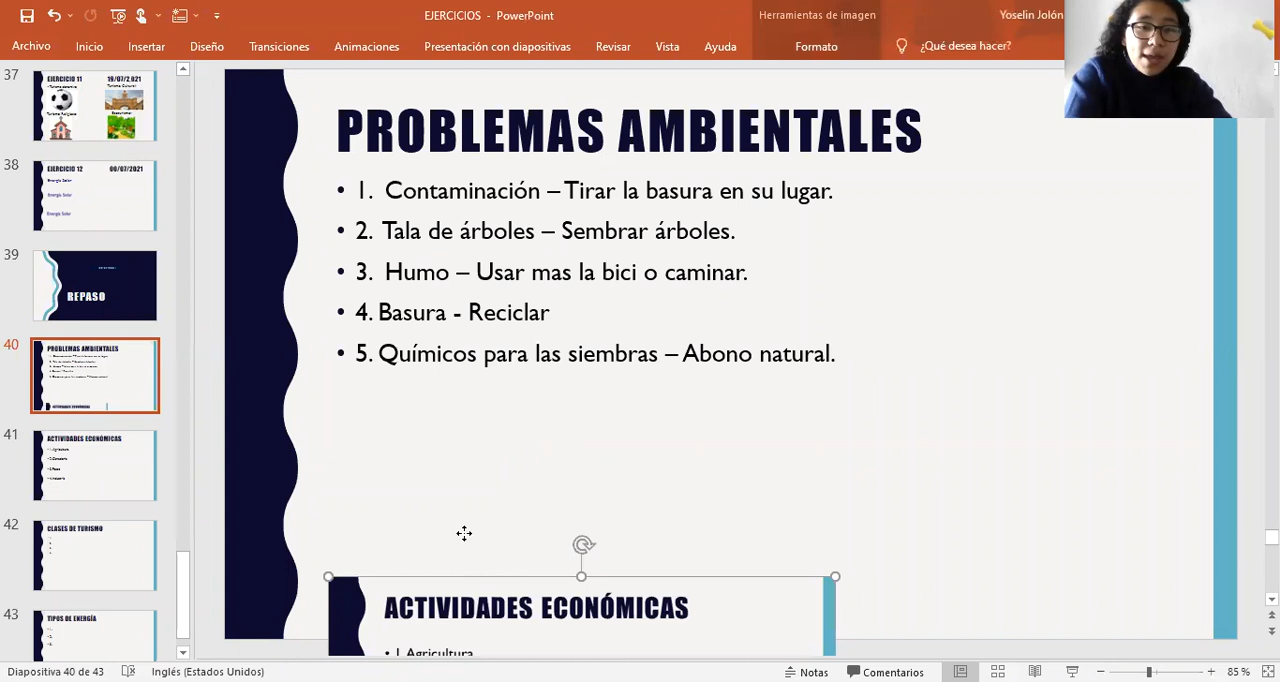 EJERCICIOS - PowerPoint
Herramientas de imagen
Yoselin Jolón
Archivo
Inicio
Insertar
Diseño
Transiciones
Animaciones
Presentación con diapositivas
Revisar
Vista
Ayuda
Formato
¿Qué desea hacer?
37
EJERCICIO 11
19/07/2021
38
EJERCICIO 12
Energía Solar
Energía Solar
Energía Solar
39
REPASO
40
PROBLEMAS AMBIENTALES
ACTIVIDADES ECONÓMICAS
41
ACTIVIDADES ECONÓMICAS
42
CLASES DE TURISMO
43
TIPOS DE ENERGÍA
PROBLEMAS AMBIENTALES
• 1. Contaminación – Tirar la basura en su lugar.
• 2. Tala de árboles – Sembrar árboles.
• 3. Humo – Usar mas la bici o caminar.
• 4. Basura - Reciclar
• 5. Químicos para las siembras – Abono natural.
ACTIVIDADES ECONÓMICAS
• 1. Agricultura
Diapositiva 40 de 43
Inglés (Estados Unidos)
Notas
Comentarios
85 %